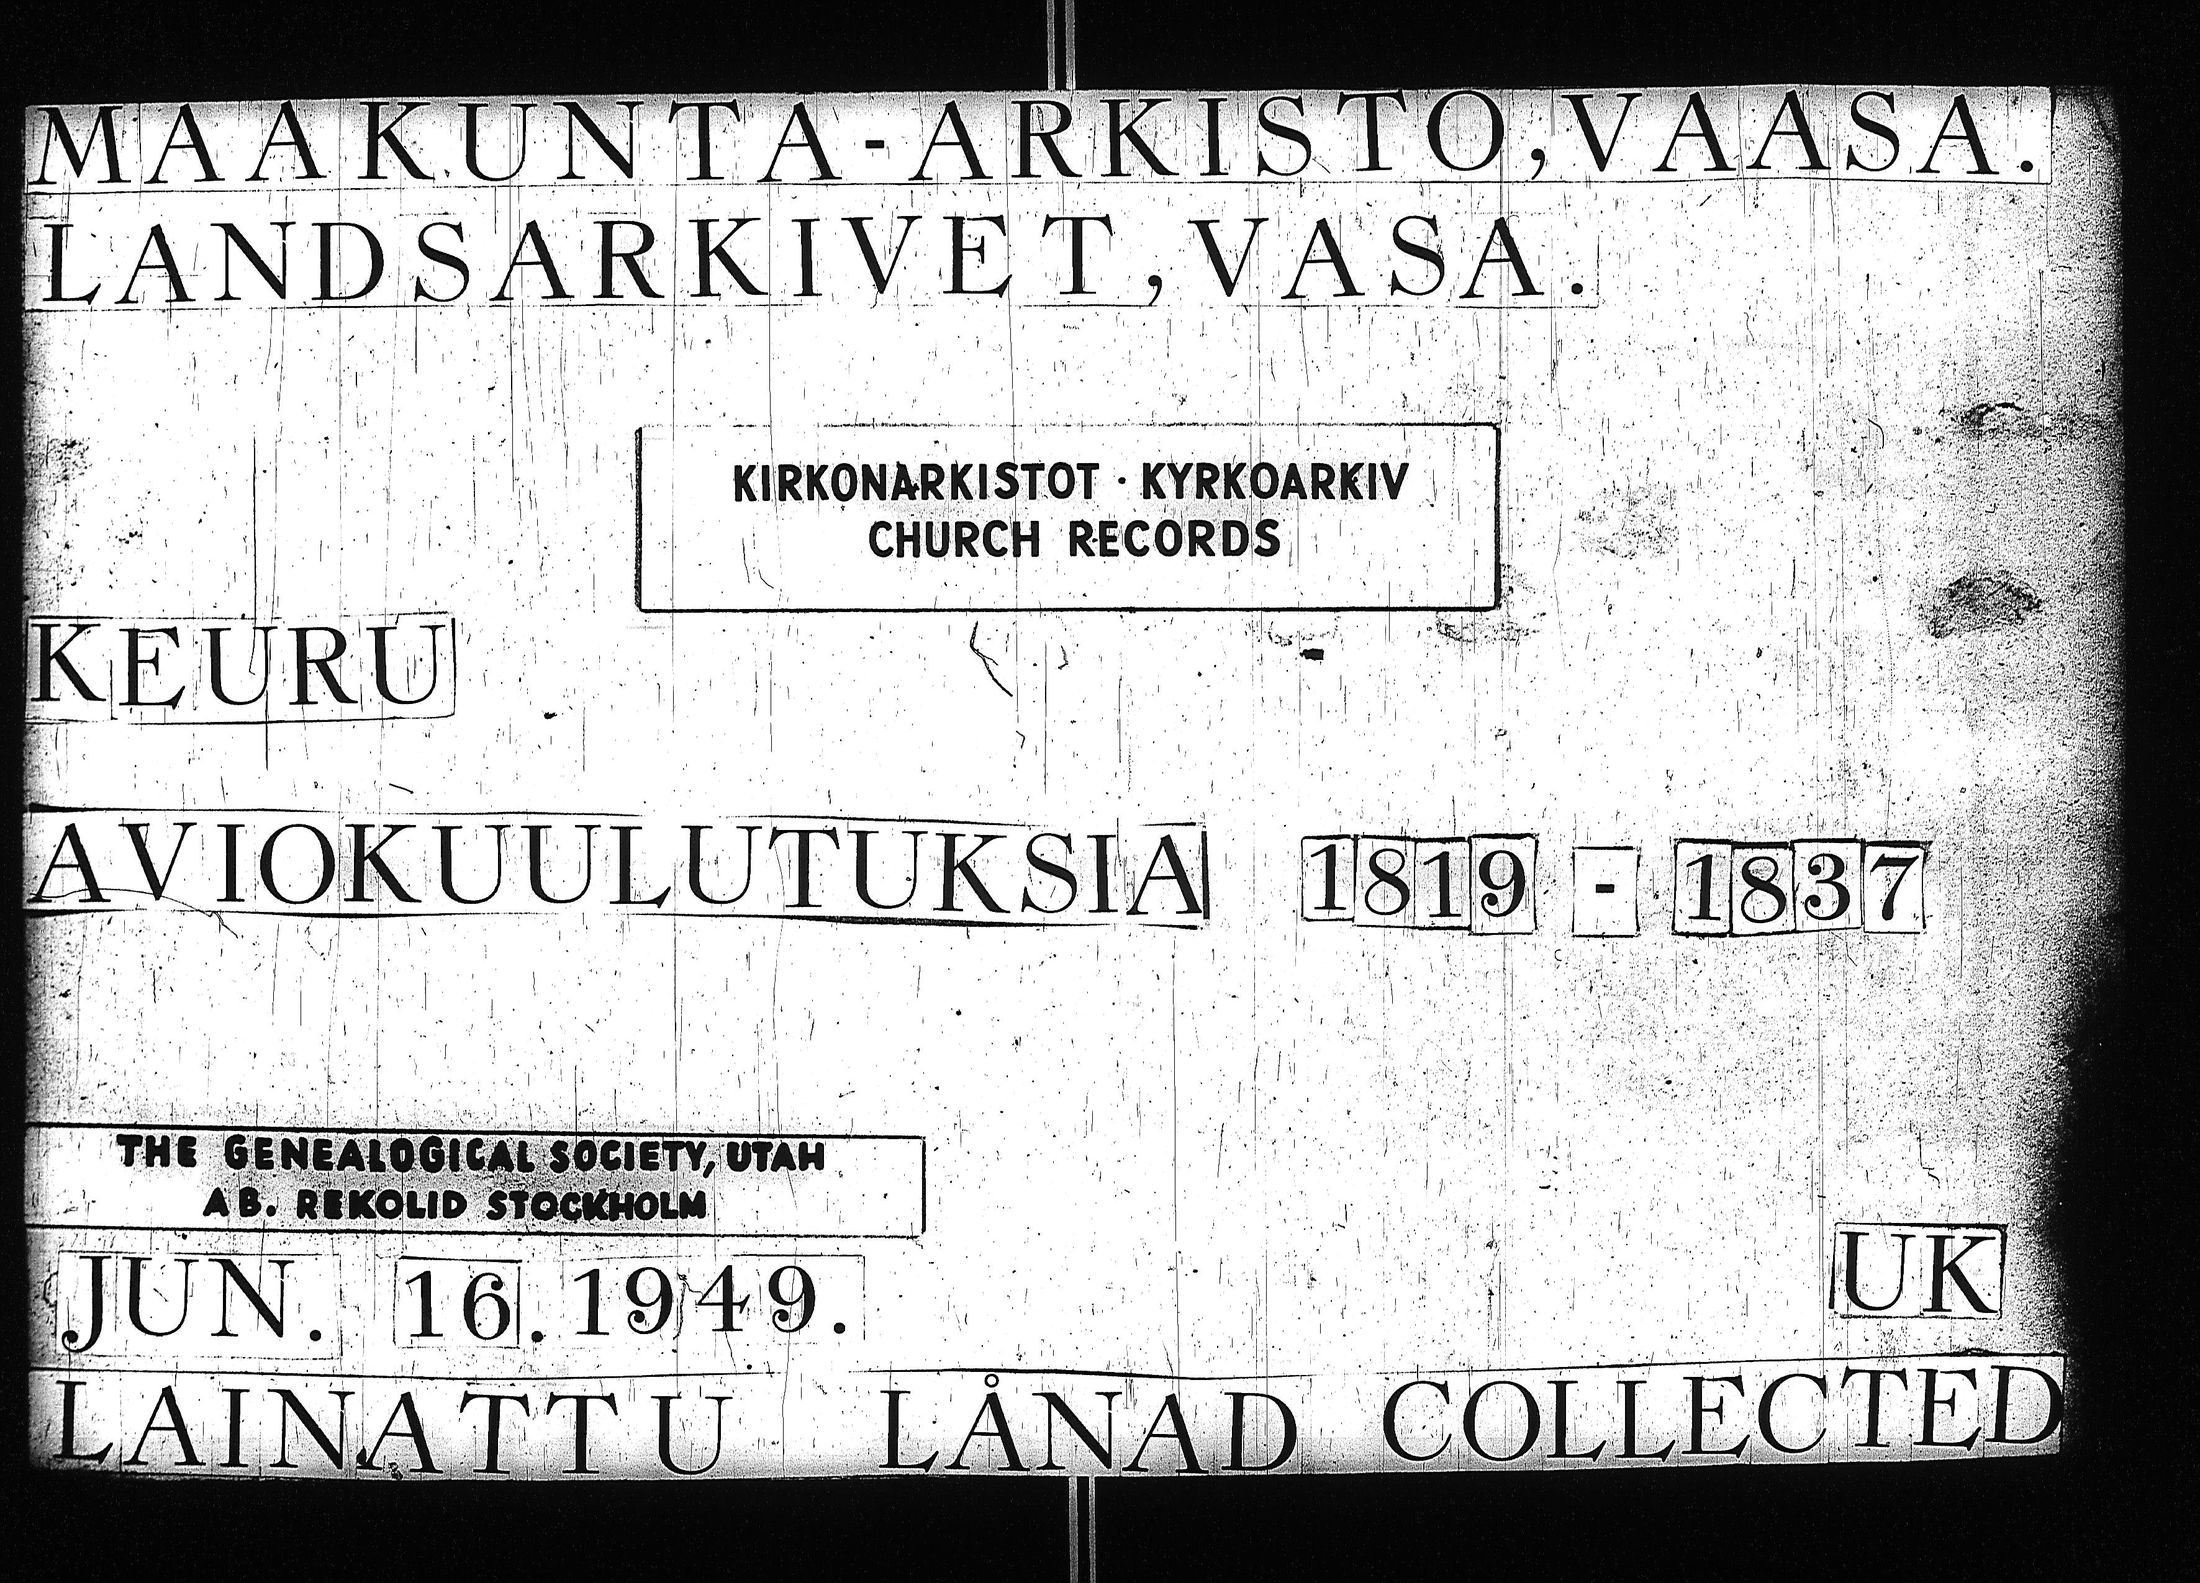 MAAKUNTA-ARKISTO, VAASA.
LANDSARKIVET, VASA.
KIRKONARKISTOT · KYRKOARKIV
CHURCH RECORDS
KEURU
AVIOKUULUTUKSIA 1819 - 1837
THE GENEALOGICAL SOCIETY, UTAH
AB. REKOLID STOCKHOLM
JUN. 16. 1949.
UK
LAINATTU LÅNAD COLLECTED